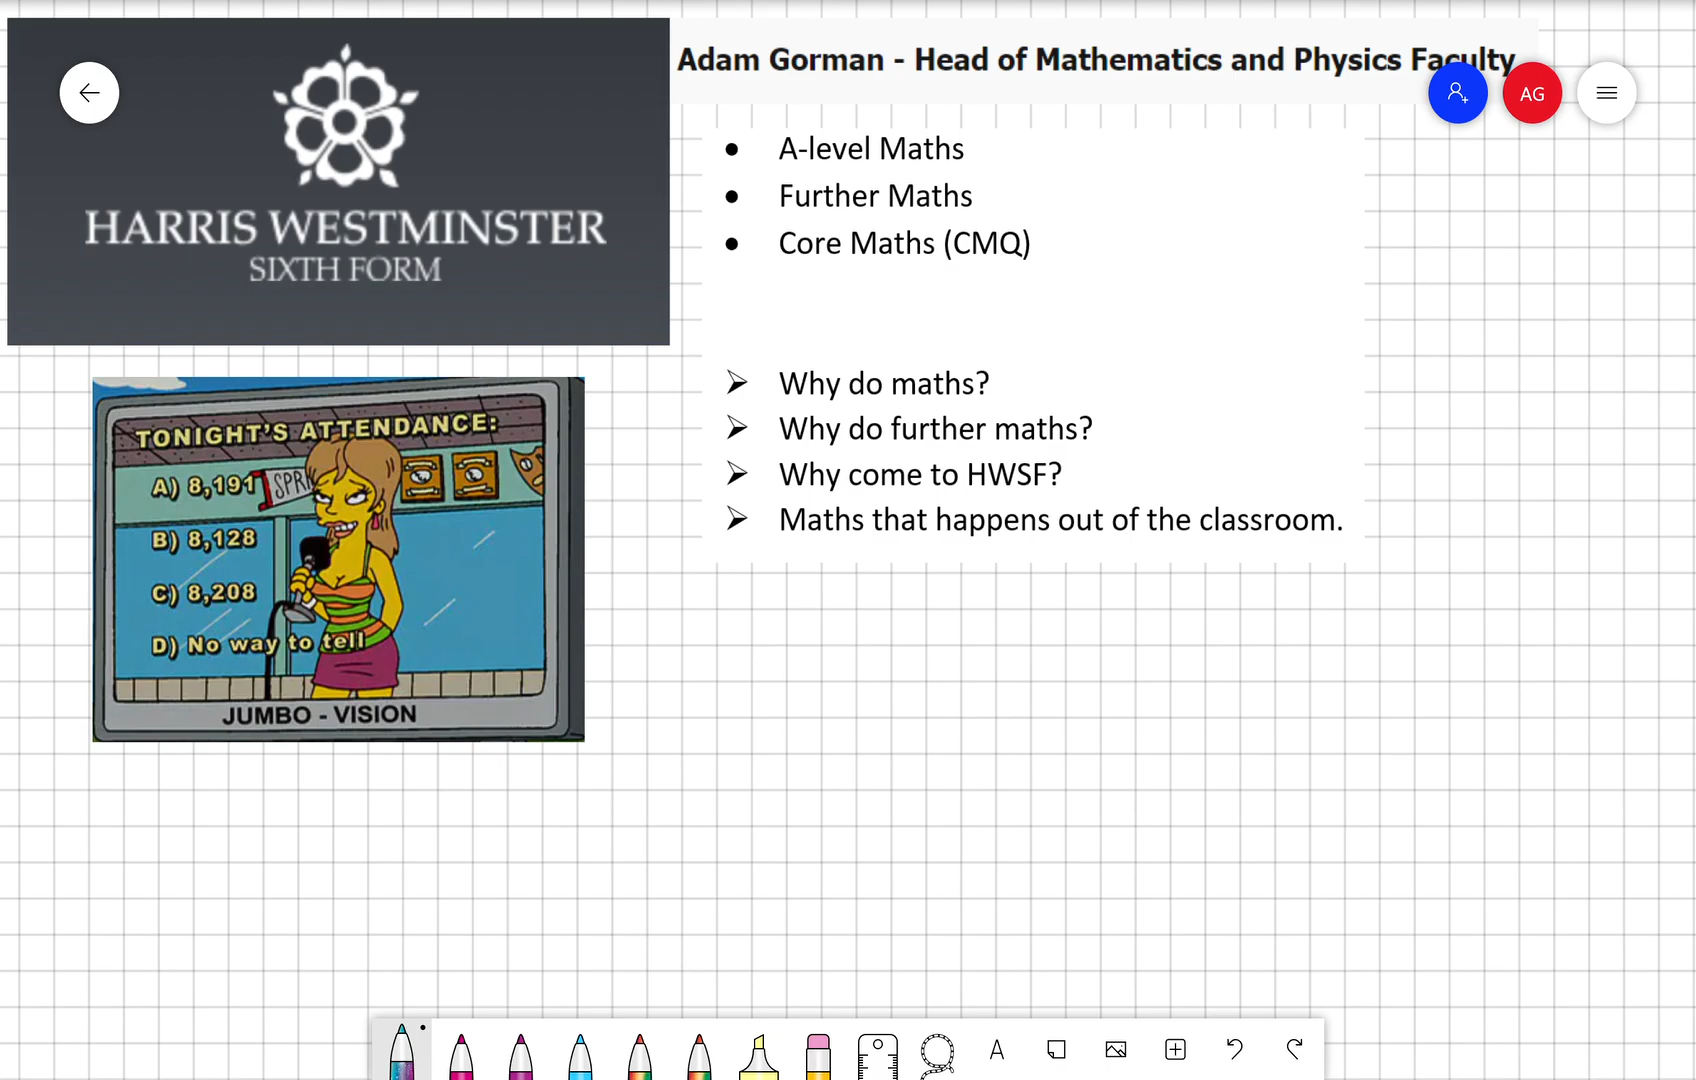 Adam Gorman - Head of Mathematics and Physics Faculty
HARRIS WESTMINSTER
SIXTH FORM
AG
• A-level Maths
• Further Maths
• Core Maths (CMQ)
➢ Why do maths?
➢ Why do further maths?
➢ Why come to HWSF?
➢ Maths that happens out of the classroom.
TONIGHT'S ATTENDANCE:
A) 8,191
SPR
B) 8,128
C) 8,208
D) No way to tell
JUMBO - VISION
A